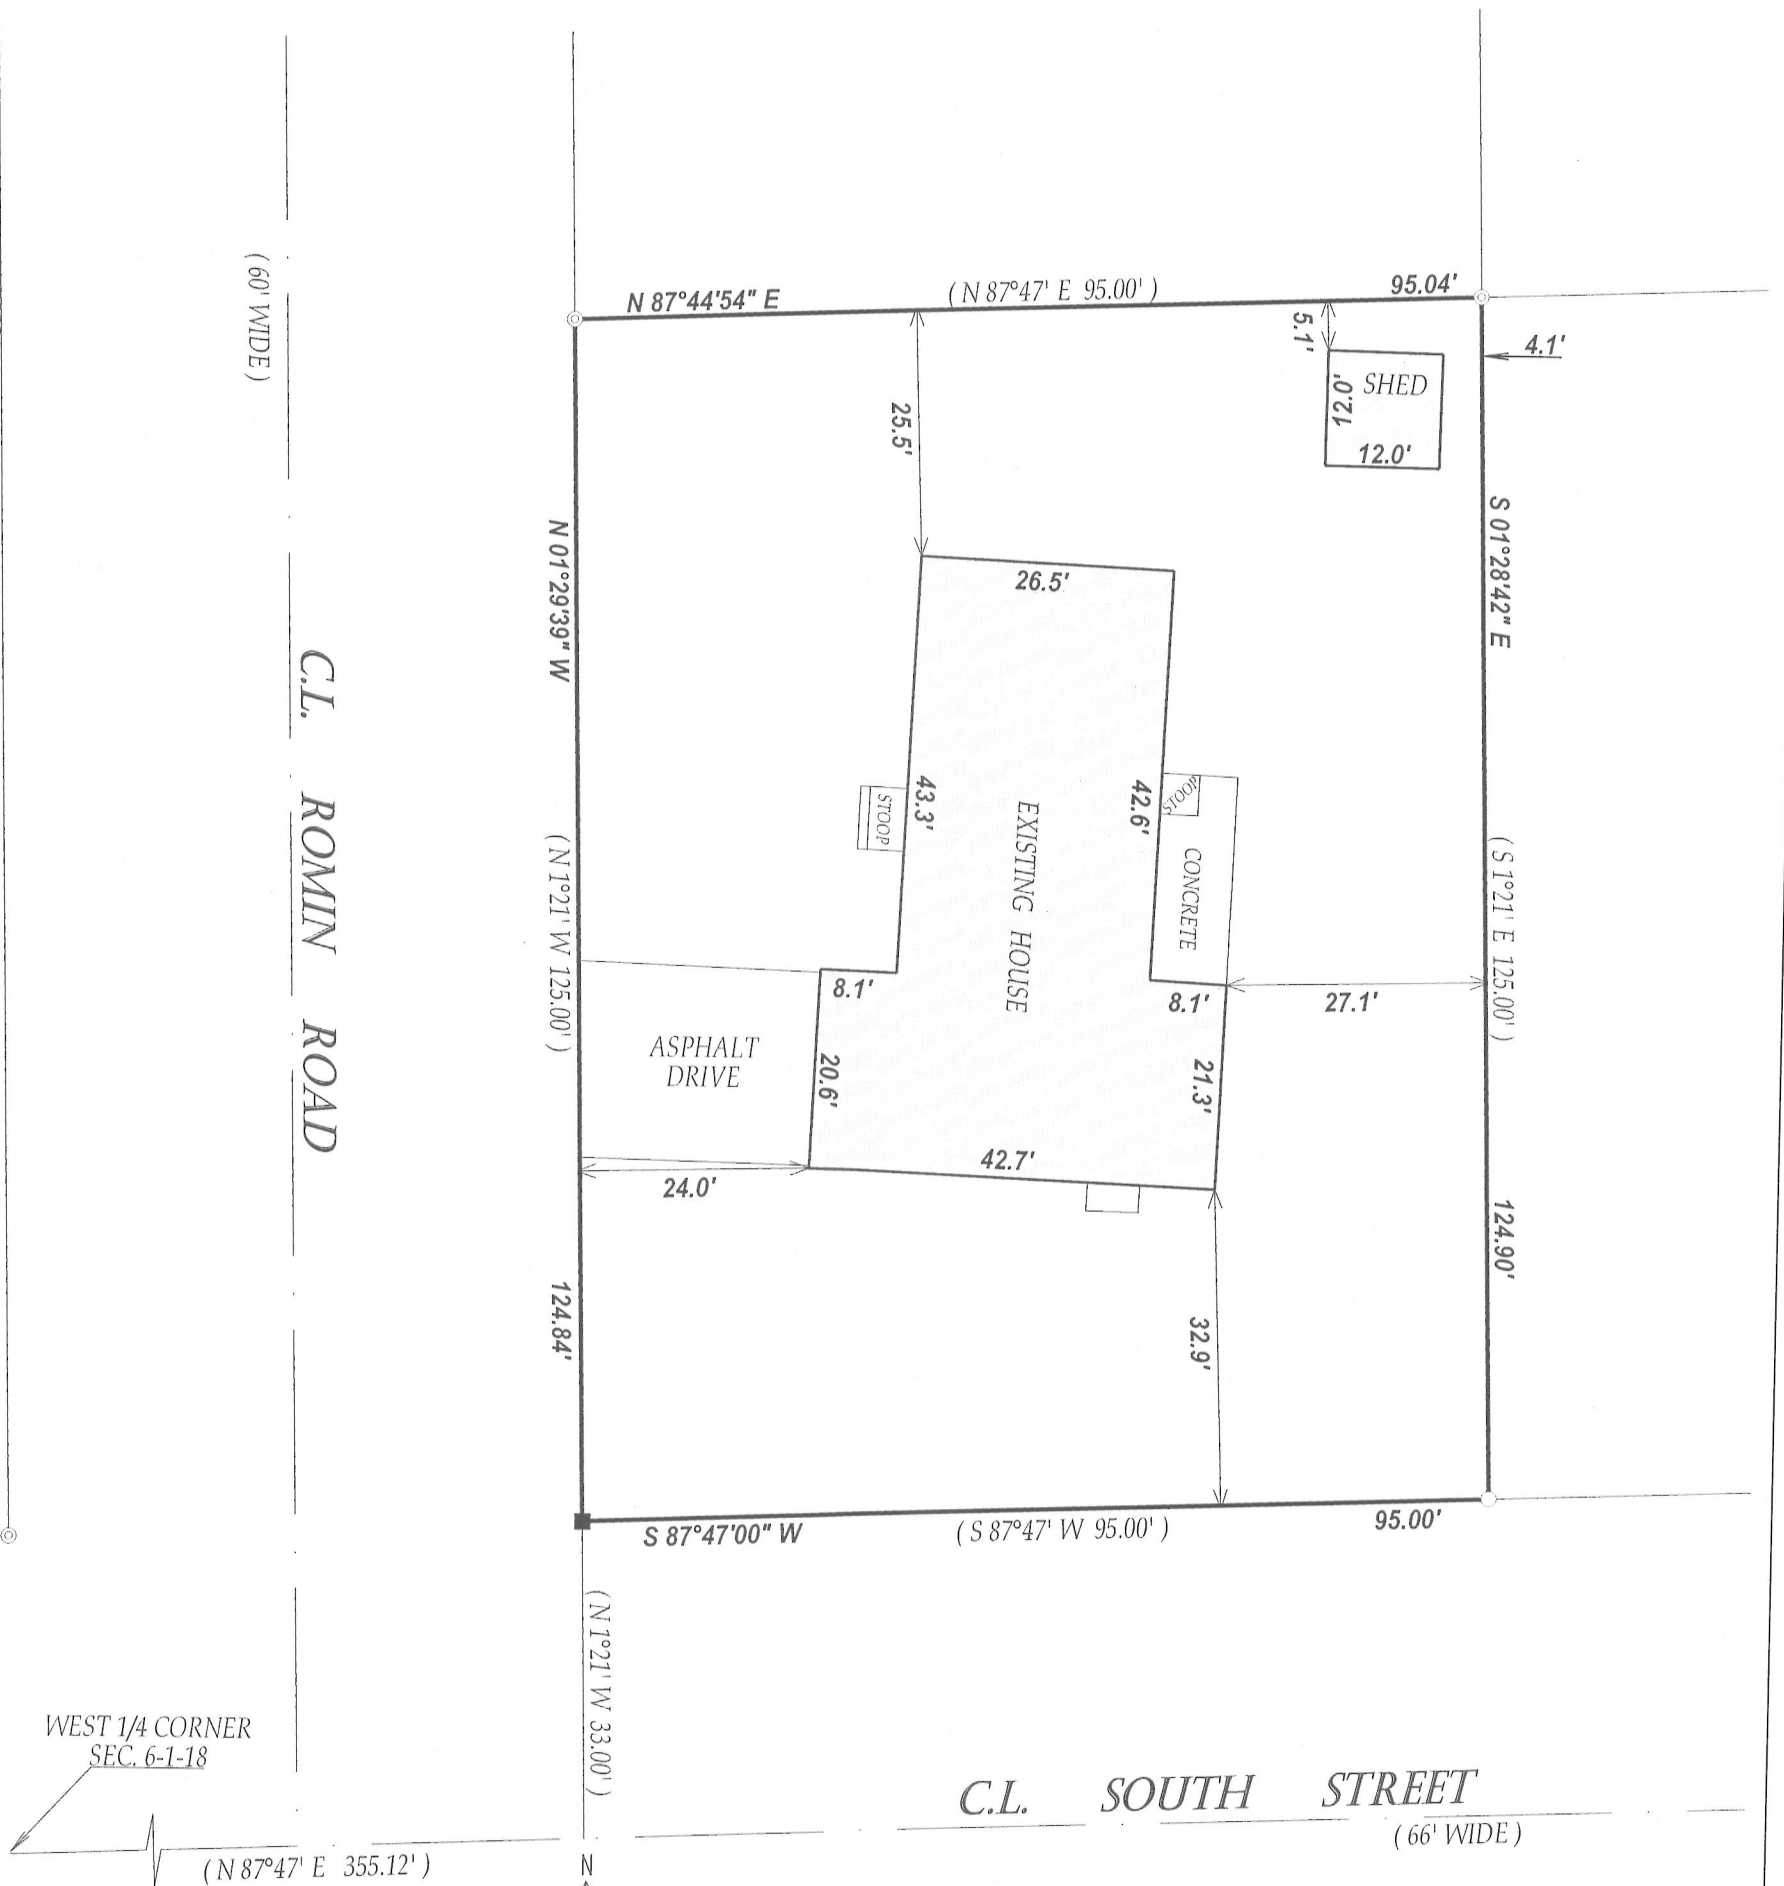 N 87°44'54" E
( N 87°47' E 95.00' )
95.04'
( 60' WIDE )
5.1'
4.1'
SHED
12.0'
12.0'
25.5'
N 01°29'39" W
S 01°28'42" E
26.5'
C.L. ROMIN ROAD
43.3'
42.6'
STOOP
STOOP
EXISTING HOUSE
CONCRETE
( N 1°21' W 125.00' )
( S 1°21' E 125.00' )
8.1'
8.1'
27.1'
ASPHALT
DRIVE
20.6'
21.3'
42.7'
24.0'
124.90'
124.84'
32.9'
S 87°47'00" W
( S 87°47' W 95.00' )
95.00'
( N 1°21' W 33.00' )
WEST 1/4 CORNER
SEC. 6-1-18
C.L. SOUTH STREET
( 66' WIDE )
( N 87°47' E 355.12' )
N